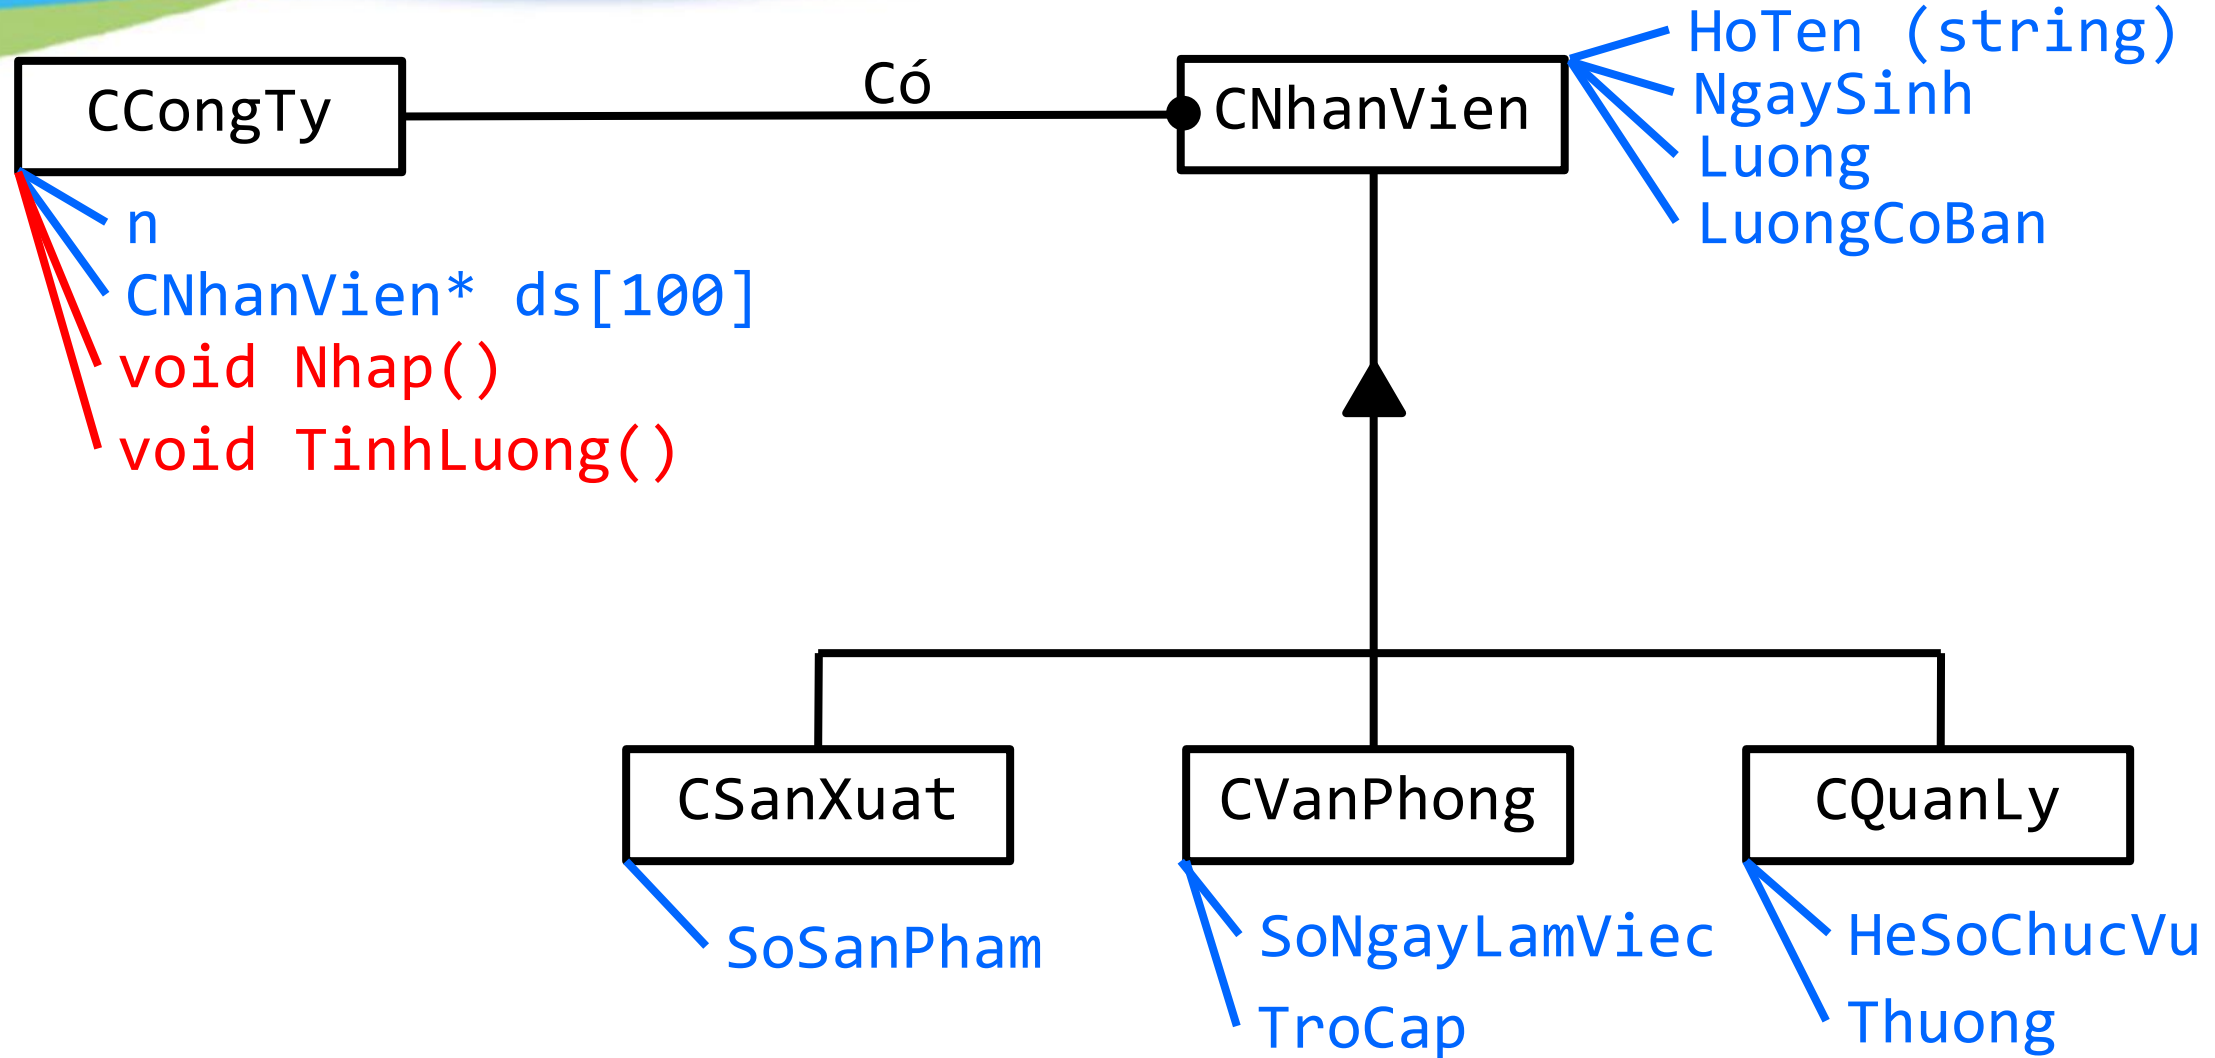 CCongTy
n
CNhanVien* ds[100]
void Nhap()
void TinhLuong()
Có
CNhanVien
HoTen (string)
NgaySinh
Luong
LuongCoBan
CSanXuat
SoSanPham
CVanPhong
SoNgayLamViec
TroCap
CQuanLy
HeSoChucVu
Thuong